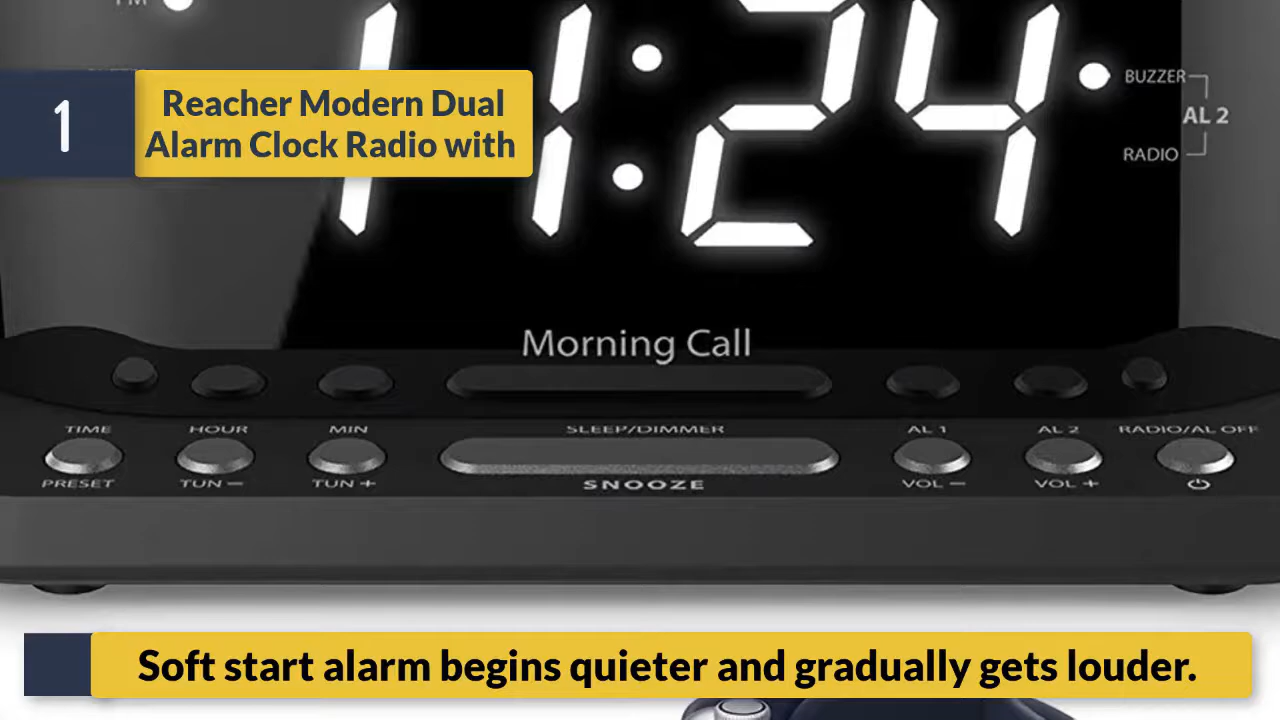 FM
11:24
BUZZER
1
Reacher Modern Dual
Alarm Clock Radio with
AL 2
RADIO
Morning Call
TIME HOUR MIN SLEEP/DIMMER AL 1 AL 2 RADIO/AL OFF
PRESET TUN − TUN + SNOOZE VOL − VOL +
Soft start alarm begins quieter and gradually gets louder.